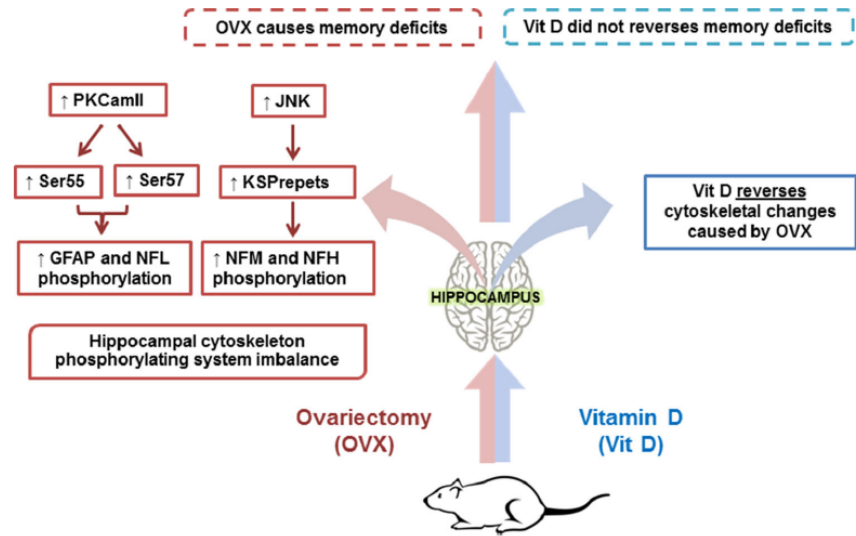 OVX causes memory deficits
Vit D did not reverses memory deficits
↑ PKCamII
↑ JNK
↑ Ser55
↑ Ser57
↑ KSPrepets
↑ GFAP and NFL
phosphorylation
↑ NFM and NFH
phosphorylation
Hippocampal cytoskeleton
phosphorylating system imbalance
Vit D reverses
cytoskeletal changes
caused by OVX
HIPPOCAMPUS
Ovariectomy
(OVX)
Vitamin D
(Vit D)